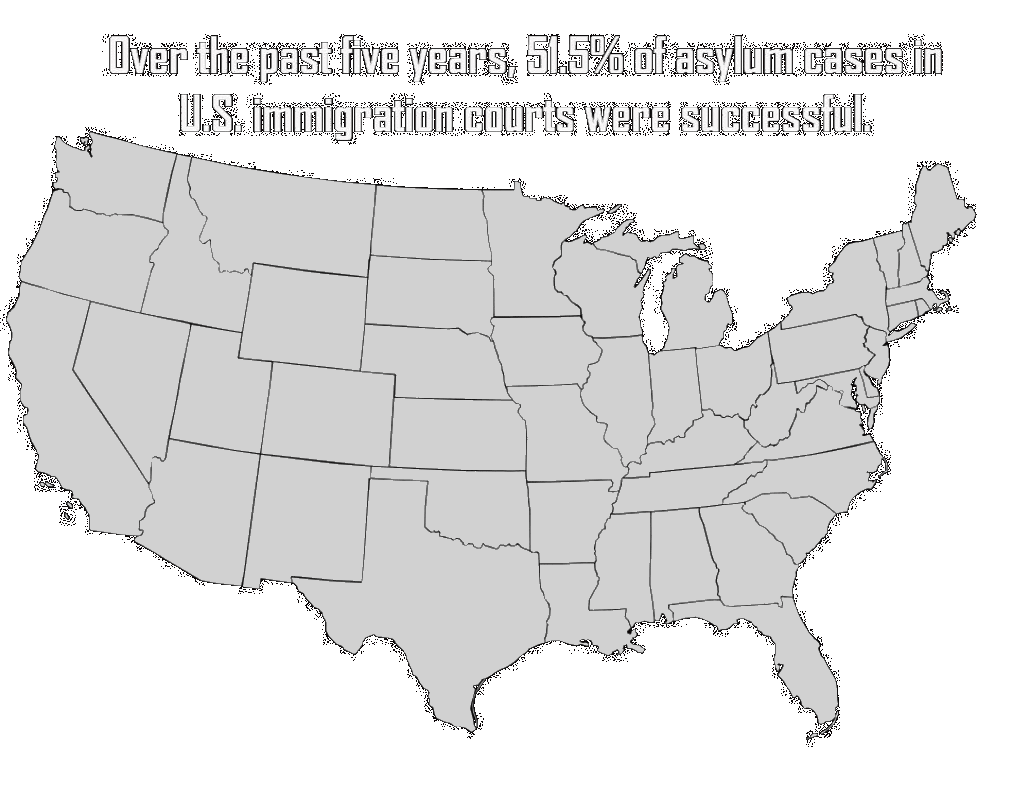 Over the past five years, 51.5% of asylum cases in
U.S. immigration courts were successful.